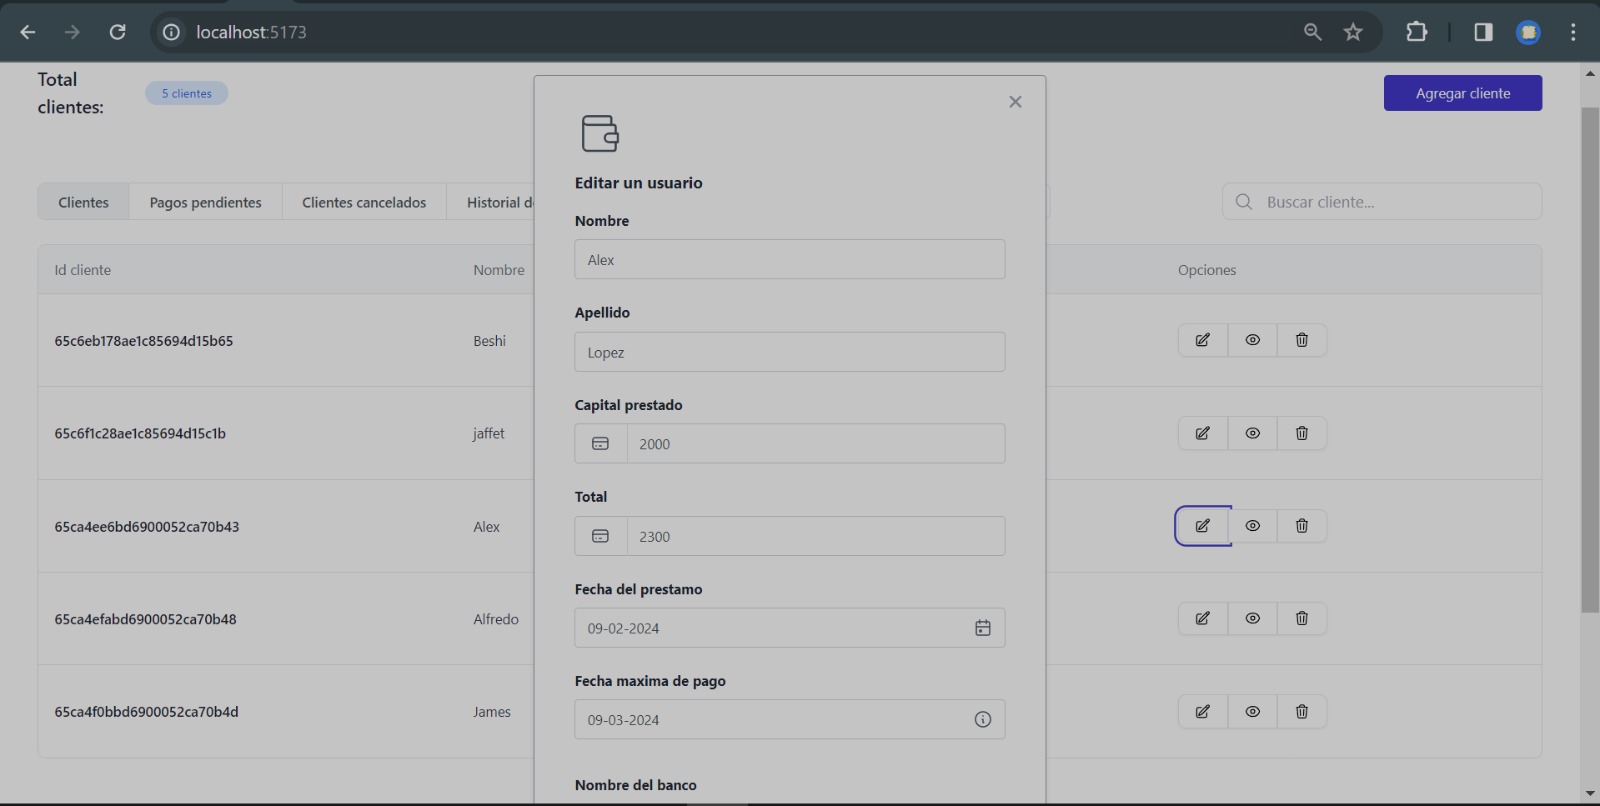 localhost:5173
Total
clientes:
5 clientes
Agregar cliente
Clientes
Pagos pendientes
Clientes cancelados
Historial d
Buscar cliente...
Id cliente
Nombre
Opciones
65c6eb178ae1c85694d15b65
Beshi
65c6f1c28ae1c85694d15c1b
jaffet
65ca4ee6bd6900052ca70b43
Alex
65ca4efabd6900052ca70b48
Alfredo
65ca4f0bbd6900052ca70b4d
James
Editar un usuario
Nombre
Alex
Apellido
Lopez
Capital prestado
2000
Total
2300
Fecha del prestamo
09-02-2024
Fecha maxima de pago
09-03-2024
Nombre del banco